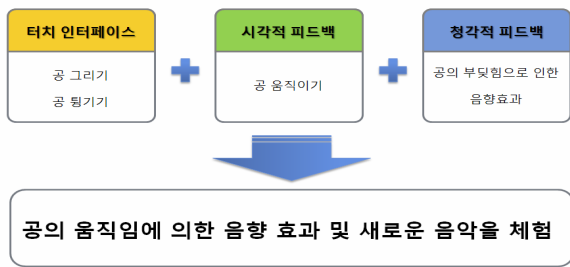 터치 인터페이스
공 그리기
공 튕기기
시각적 피드백
공 움직이기
청각적 피드백
공의 부딪힘으로 인한
음향효과
공의 움직임에 의한 음향 효과 및 새로운 음악을 체험